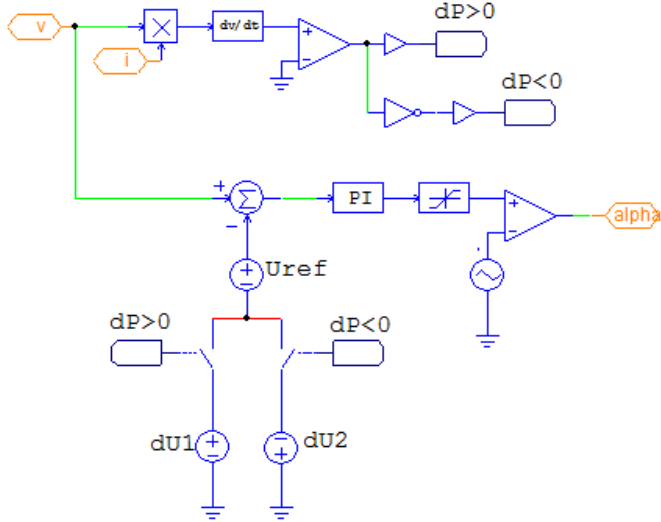 dP>0
v
dv/dt
i
dP<0
Σ
PI
alpha
Uref
dP>0
dP<0
dU1
dU2